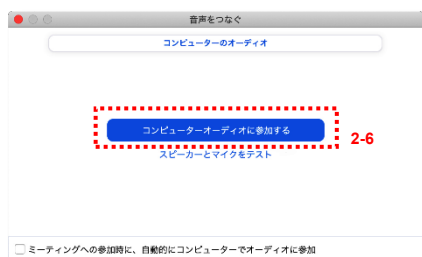 音声をつなぐ
コンピューターのオーディオ
コンピューターオーディオに参加する
2-6
スピーカーとマイクをテスト
ミーティングへの参加時に、自動的にコンピューターでオーディオに参加